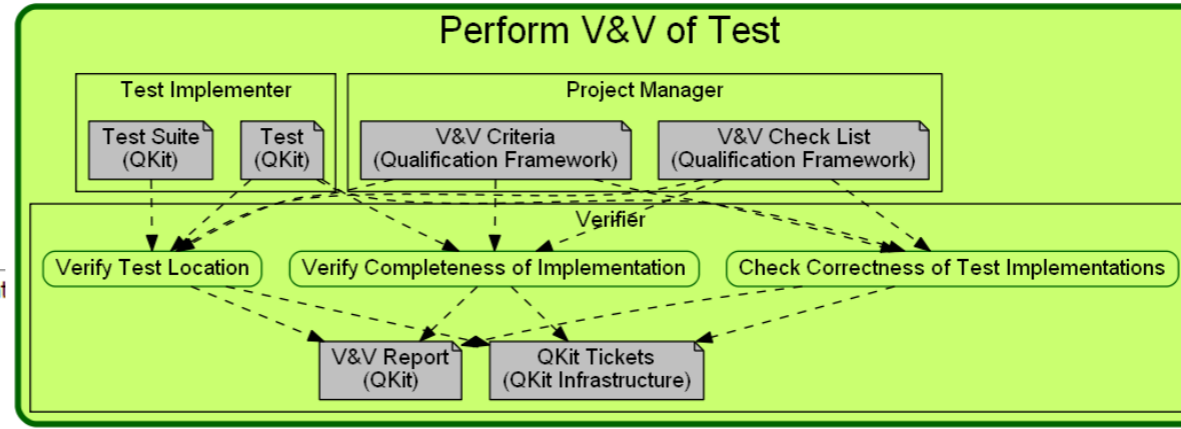 Perform V&V of Test
Test Implementer
Project Manager
Test Suite
(QKit)
Test
(QKit)
V&V Criteria
(Qualification Framework)
V&V Check List
(Qualification Framework)
Verifier
Verify Test Location
Verify Completeness of Implementation
Check Correctness of Test Implementations
V&V Report
(QKit)
QKit Tickets
(QKit Infrastructure)